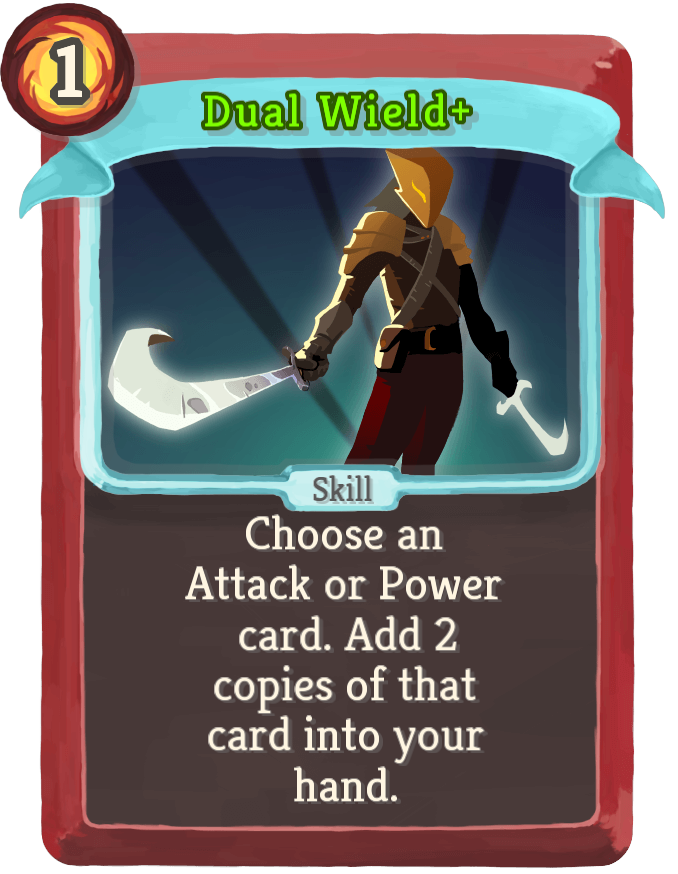 1
Dual Wield+
Skill
Choose an
Attack or Power
card. Add 2
copies of that
card into your
hand.